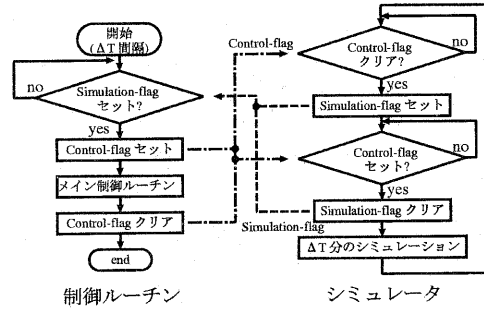 開始
(ΔT 間隔)
no
Simulation-flag
セット?
yes
Control-flag セット
メイン制御ルーチン
Control-flag クリア
end
制御ルーチン
Control-flag
Simulation-flag
Control-flag
クリア?
no
yes
Simulation-flag セット
Control-flag
セット?
no
yes
Simulation-flag クリア
ΔT分のシミュレーション
シミュレータ